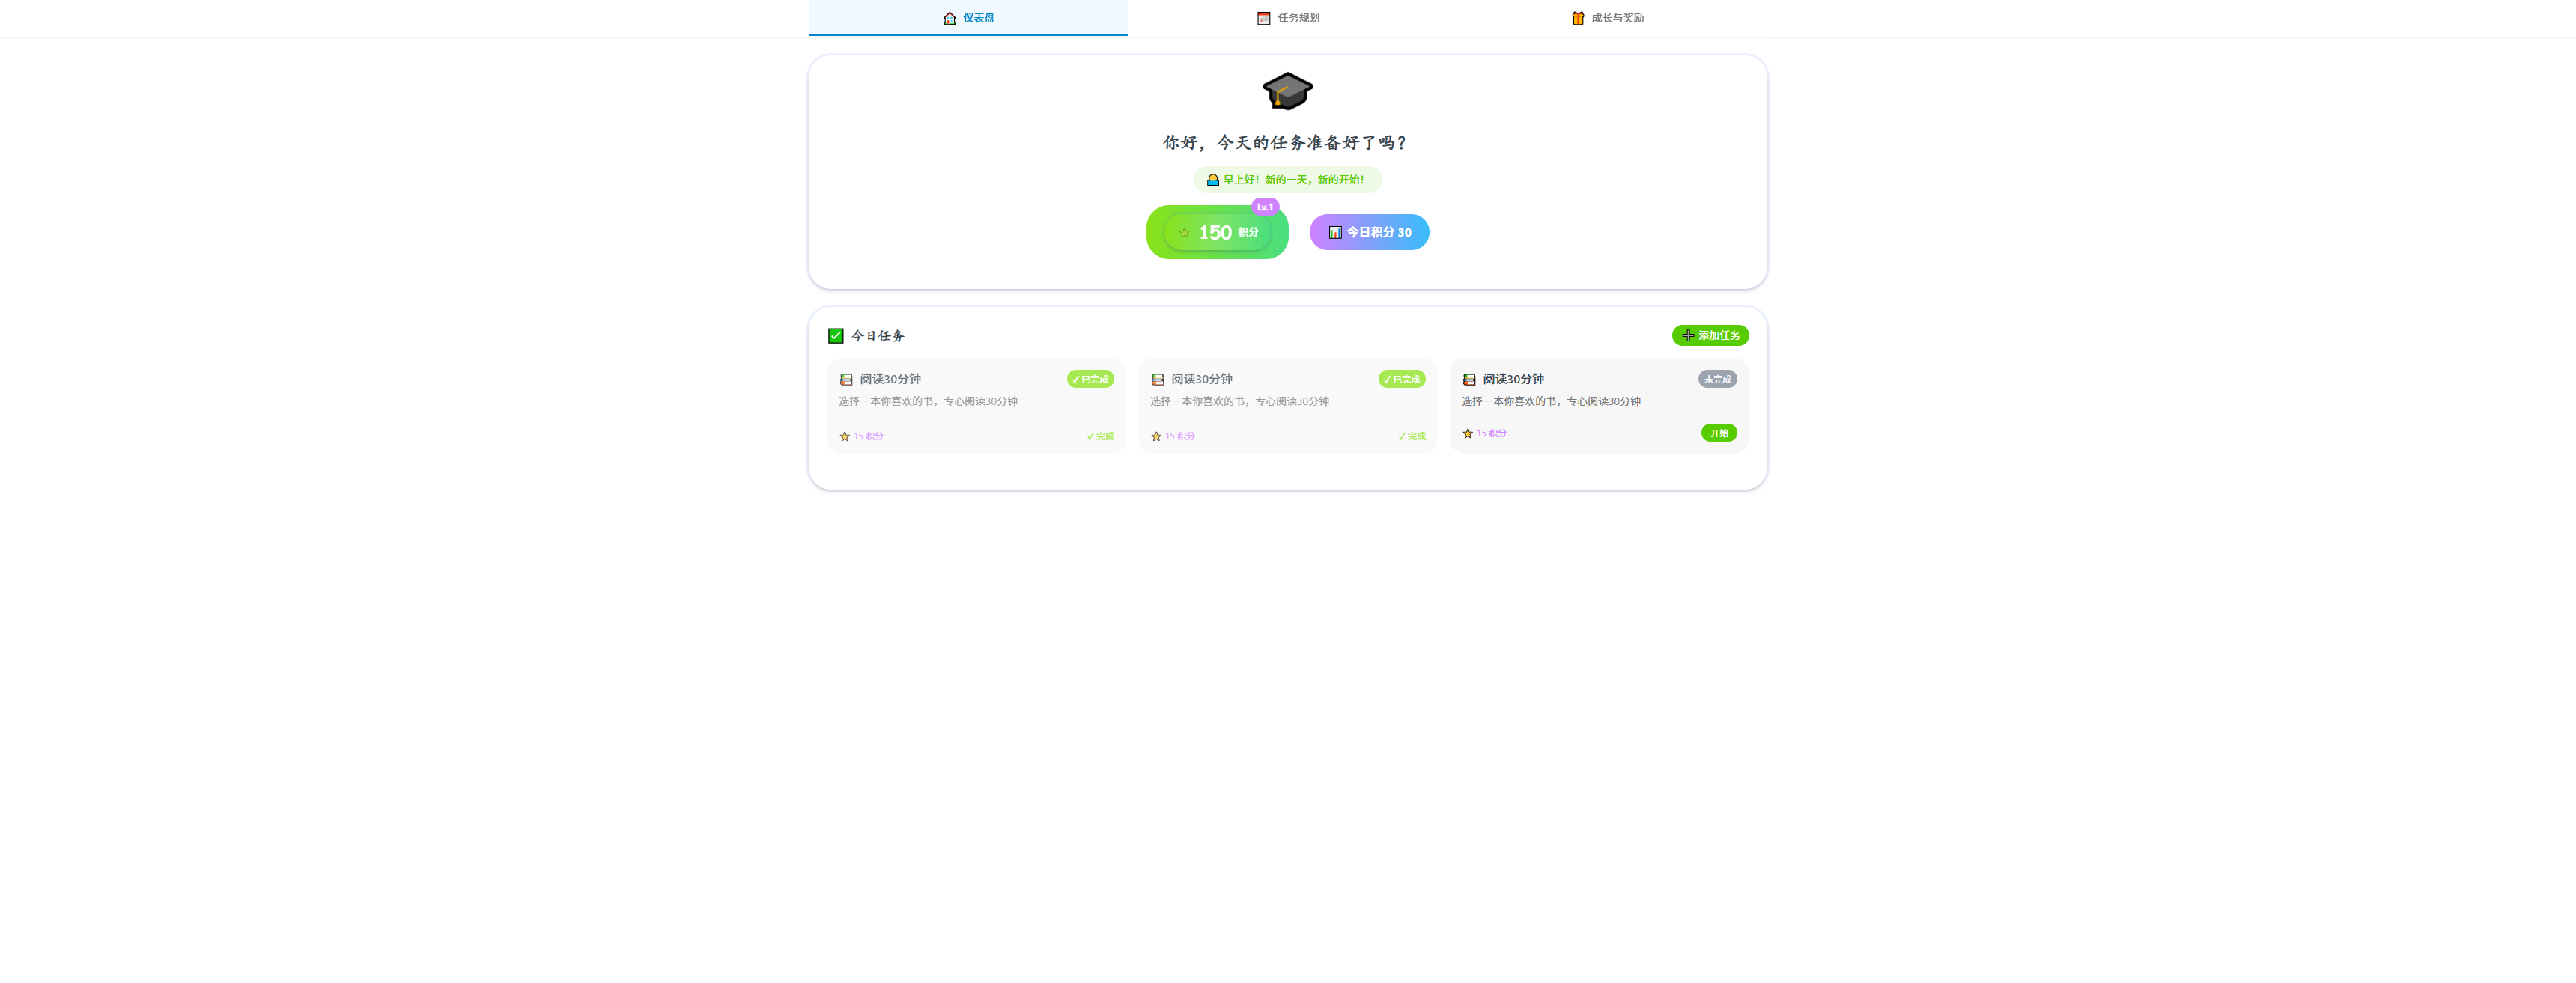 仪表盘 任务规划 成长与奖励
你好，今天的任务准备好了吗？
早上好！新的一天，新的开始！
Lv.1
150 积分 今日积分 30
今日任务 添加任务
阅读30分钟 ✓ 已完成
选择一本你喜欢的书，专心阅读30分钟
15 积分 ✓ 完成
阅读30分钟 ✓ 已完成
选择一本你喜欢的书，专心阅读30分钟
15 积分 ✓ 完成
阅读30分钟 未完成
选择一本你喜欢的书，专心阅读30分钟
15 积分 开始